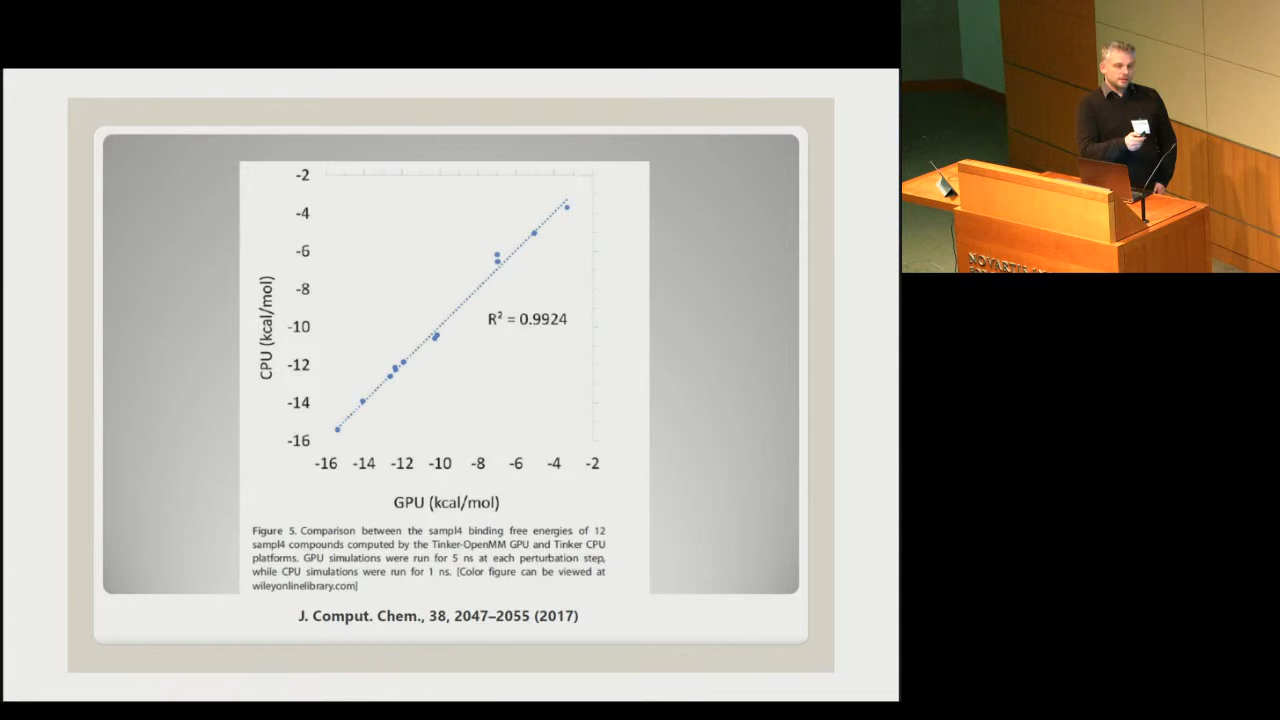 -2
-4
-6
-8
-10
-12
-14
-16
CPU (kcal/mol)
R² = 0.9924
-16 -14 -12 -10 -8 -6 -4 -2
GPU (kcal/mol)
Figure 5. Comparison between the sampl4 binding free energies of 12
sampl4 compounds computed by the Tinker-OpenMM GPU and Tinker CPU
platforms. GPU simulations were run for 5 ns at each perturbation step,
while CPU simulations were run for 1 ns. [Color figure can be viewed at
wileyonlinelibrary.com]
J. Comput. Chem., 38, 2047–2055 (2017)
NOVARTIS